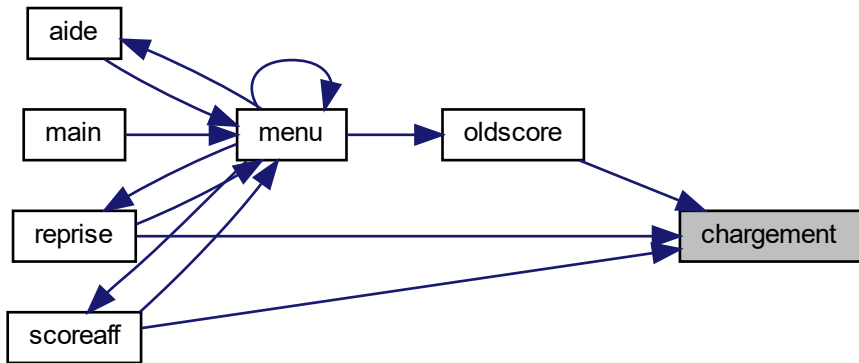 aide
main
menu
oldscore
reprise
chargement
scoreaff